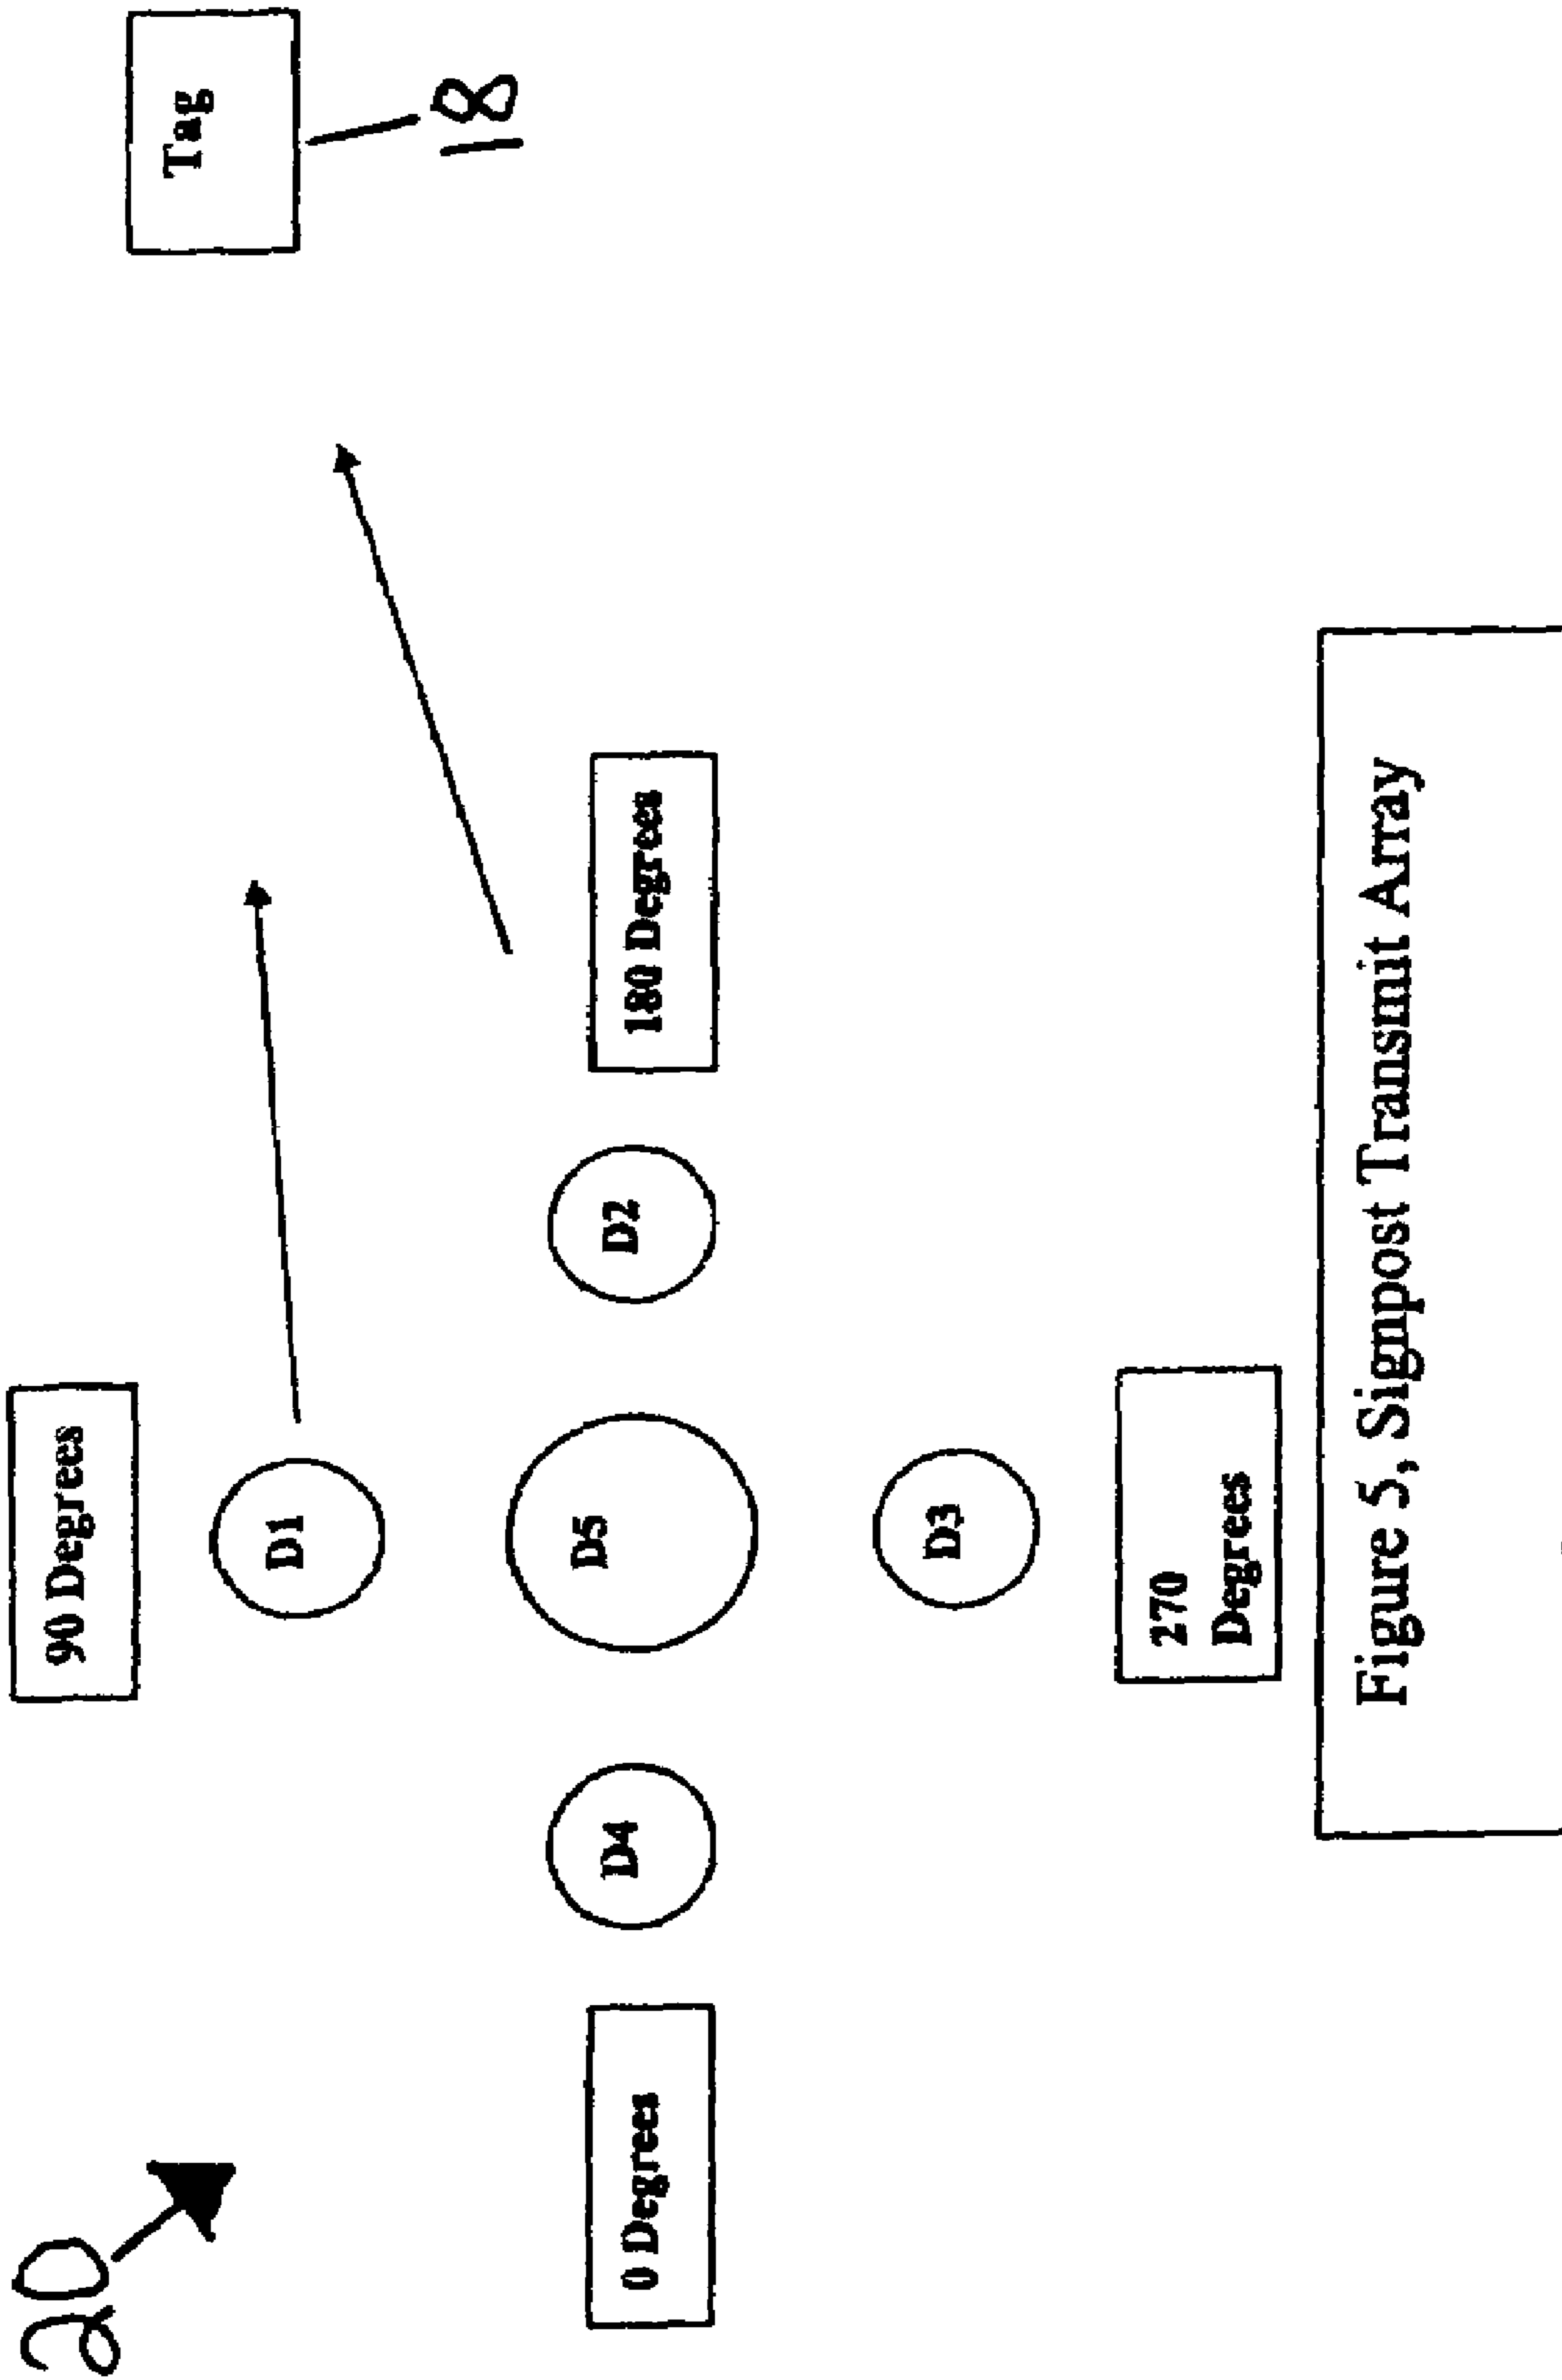 20
90 Degrees
Tag
18
D1
0 Degrees
D4
D5
D2
180 Degrees
D3
270
Degrees
Figure 5, Signpost Transmit Array